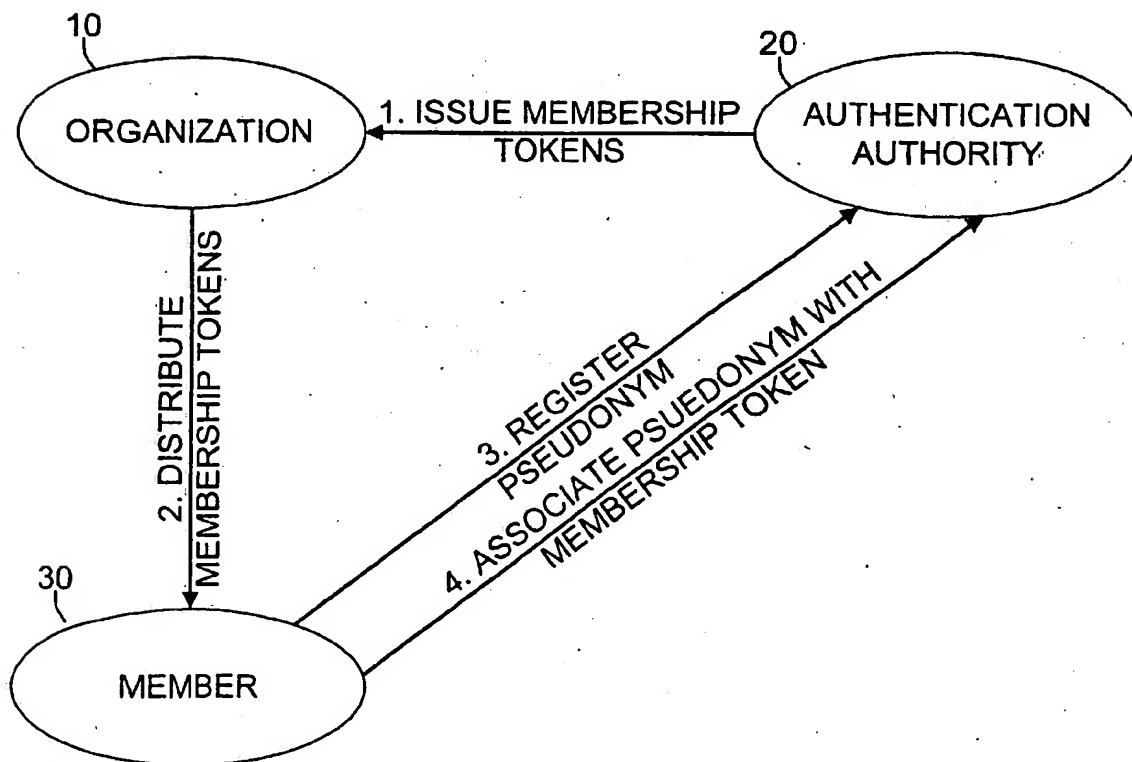 10
20
ORGANIZATION
1. ISSUE MEMBERSHIP
TOKENS
AUTHENTICATION
AUTHORITY
2. DISTRIBUTE
MEMBERSHIP TOKENS
3. REGISTER
PSEUDONYM
4. ASSOCIATE PSUEDONYM WITH
MEMBERSHIP TOKEN
30
MEMBER